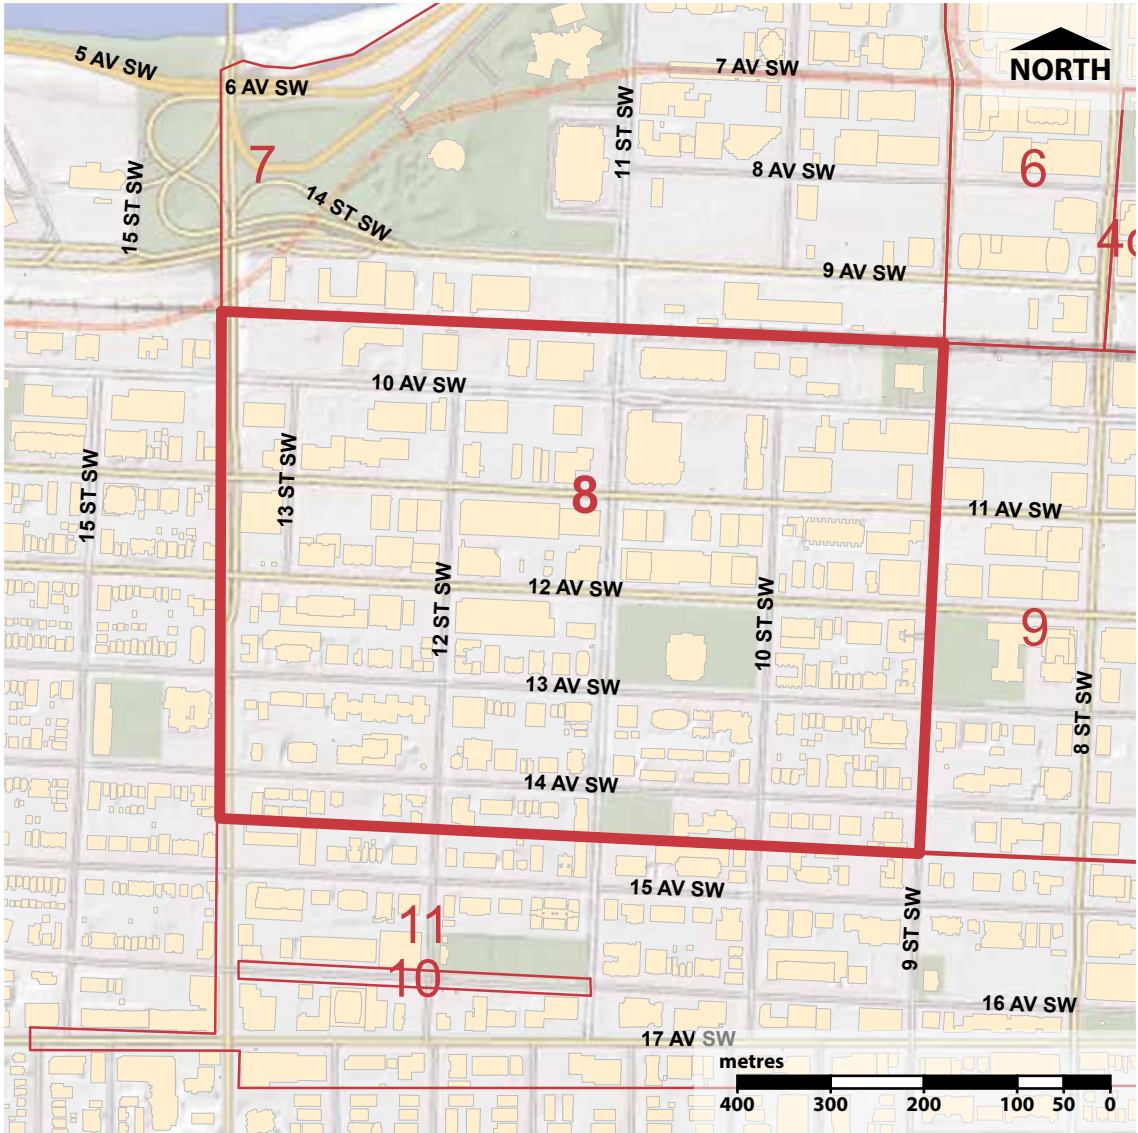 5 AV SW
6 AV SW
7 AV SW
NORTH
11 ST SW
7
8 AV SW
6
15 ST SW
14 ST SW
4c
9 AV SW
10 AV SW
13 ST SW
15 ST SW
8
11 AV SW
12 AV SW
12 ST SW
10 ST SW
9
13 AV SW
8 ST SW
14 AV SW
15 AV SW
11
9 ST SW
10
16 AV SW
17 AV SW
metres
400 300 200 100 50 0